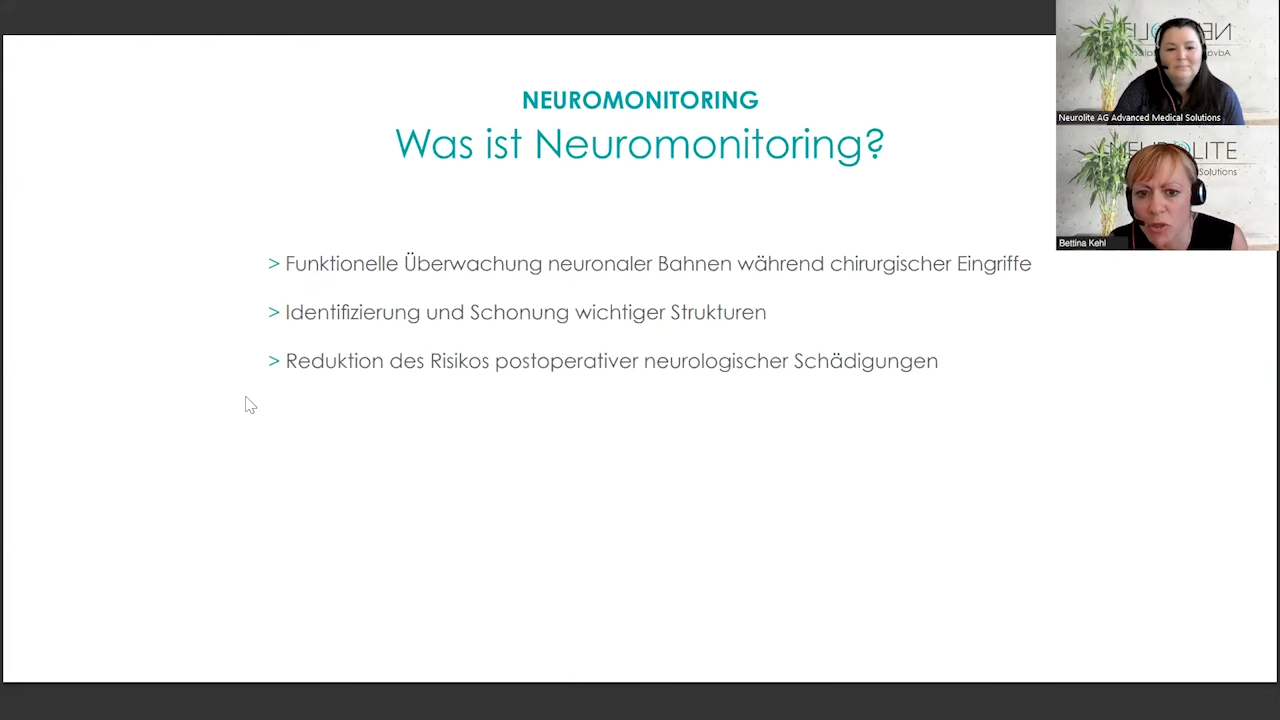 NEUROMONITORING
Was ist Neuromonitoring?
> Funktionelle Überwachung neuronaler Bahnen während chirurgischer Eingriffe
> Identifizierung und Schonung wichtiger Strukturen
> Reduktion des Risikos postoperativer neurologischer Schädigungen
Neurolite AG Advanced Medical Solutions
Solutions
Bettina Kehl